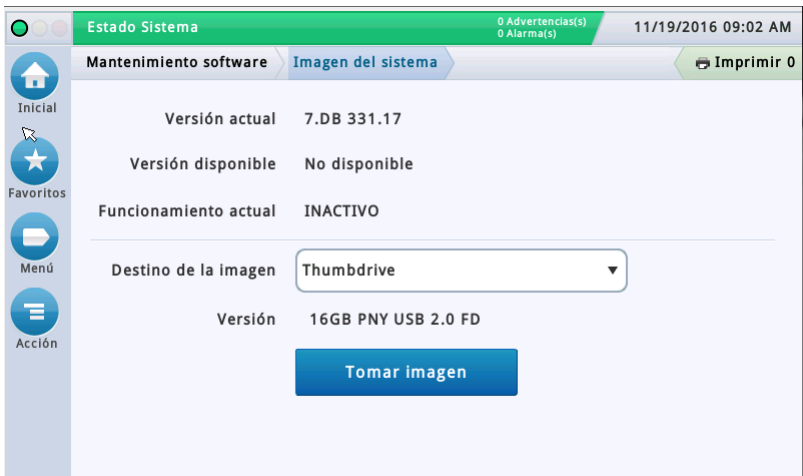 Estado Sistema
0 Advertencias(s)
0 Alarma(s)
11/19/2016 09:02 AM
Mantenimiento software
Imagen del sistema
Imprimir 0
Inicial
Favoritos
Menú
Acción
Versión actual 7.DB 331.17
Versión disponible No disponible
Funcionamiento actual INACTIVO
Destino de la imagen Thumbdrive
Versión 16GB PNY USB 2.0 FD
Tomar imagen